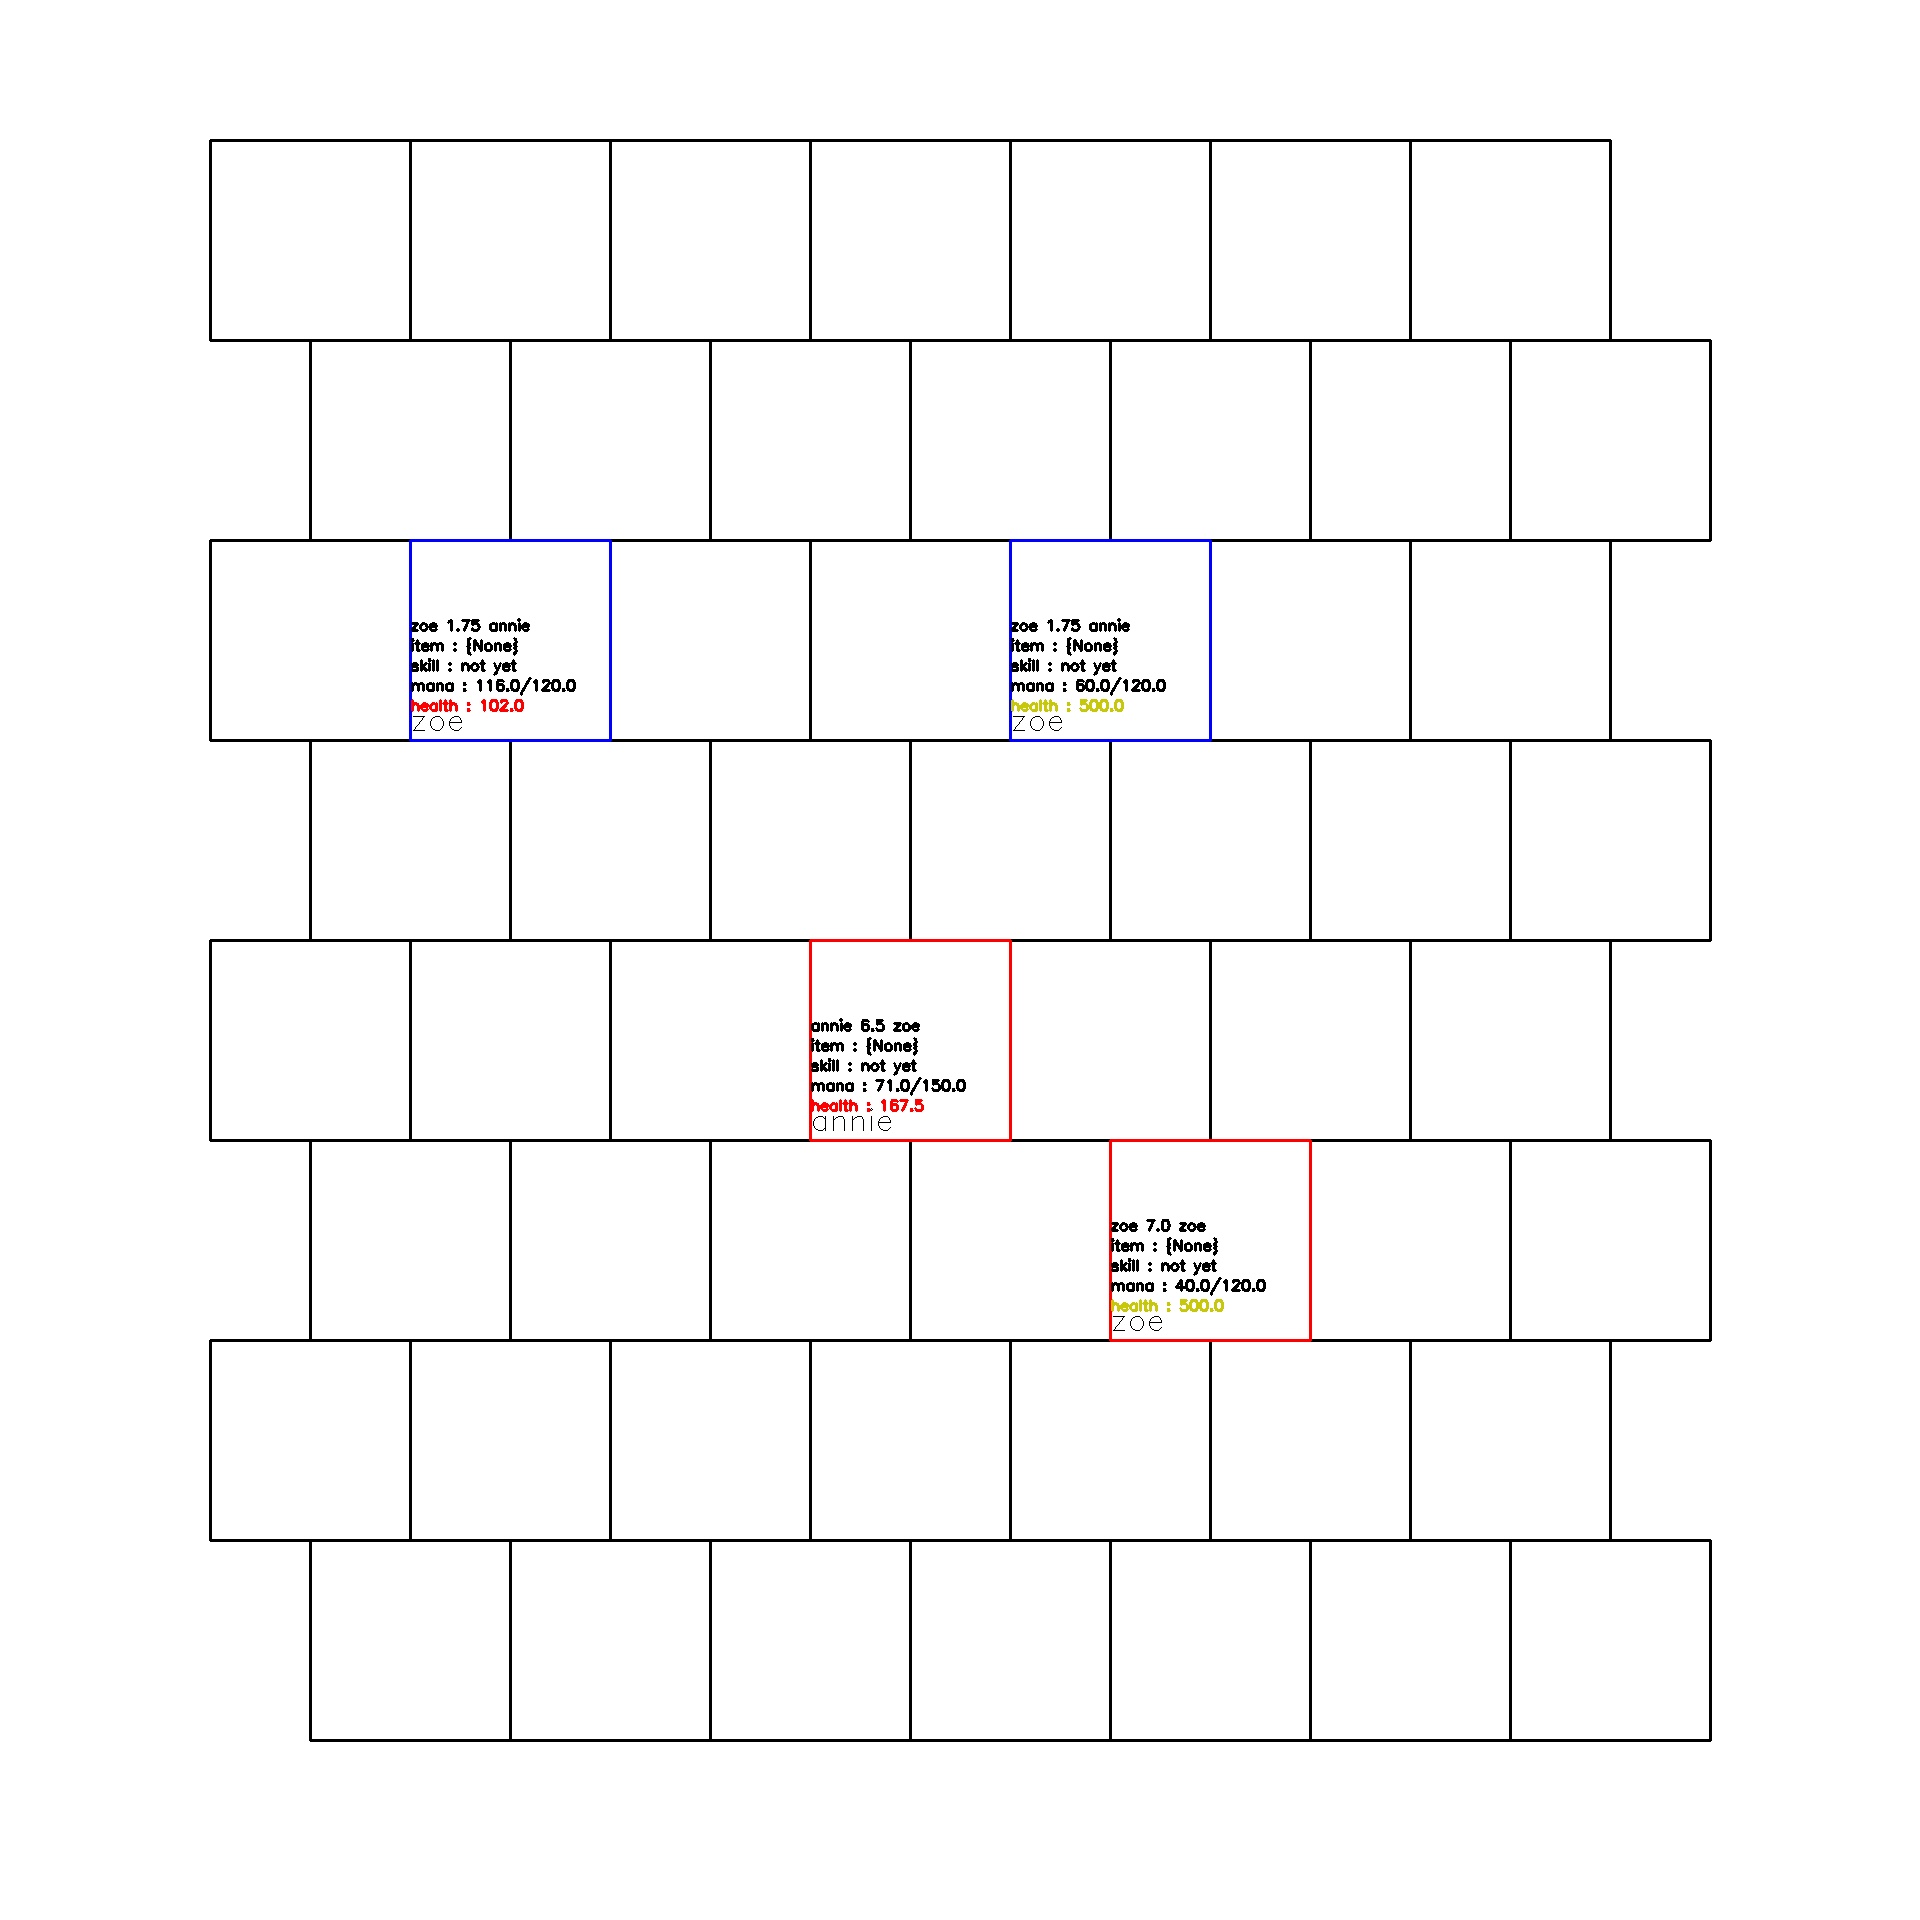 zoe 1.75 annie
item : {None}
skill : not yet
mana : 116.0/120.0
health : 102.0
zoe
zoe 1.75 annie
item : {None}
skill : not yet
mana : 60.0/120.0
health : 500.0
zoe
annie 6.5 zoe
item : {None}
skill : not yet
mana : 71.0/150.0
health : 167.5
annie
zoe 7.0 zoe
item : {None}
skill : not yet
mana : 40.0/120.0
health : 500.0
zoe